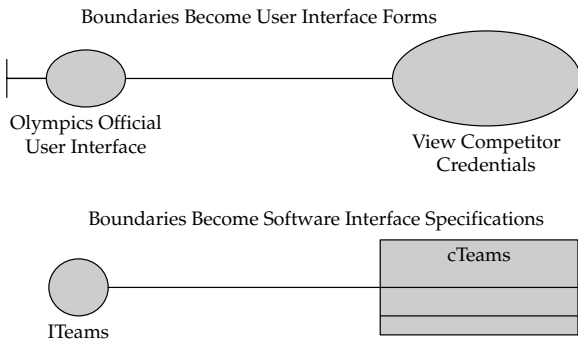 Boundaries Become User Interface Forms
Olympics Official
User Interface
View Competitor
Credentials
Boundaries Become Software Interface Specifications
cTeams
ITeams